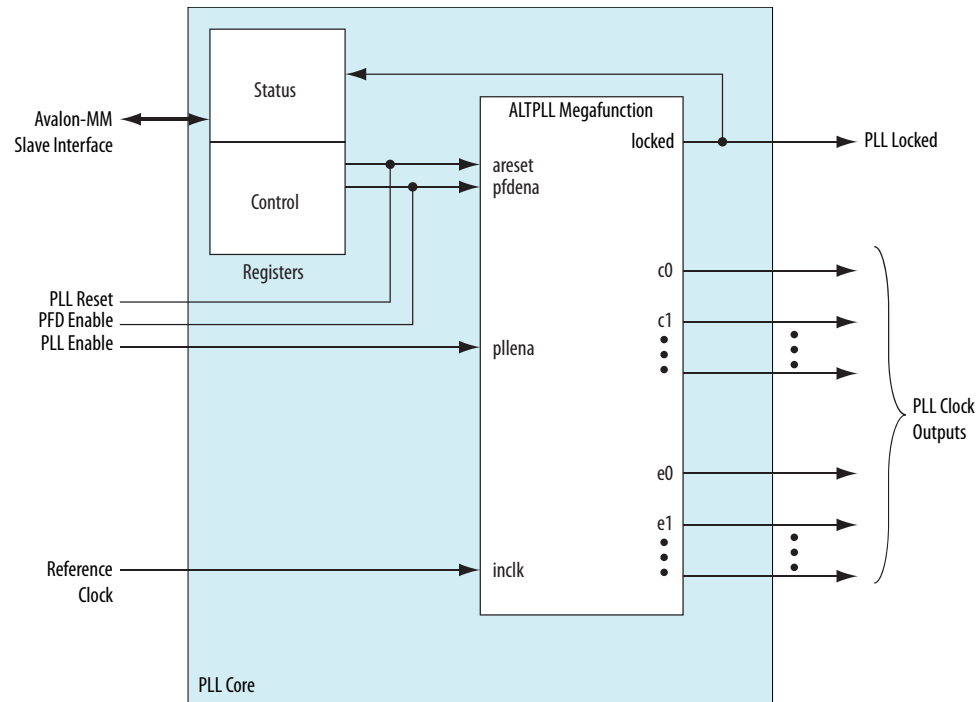 Status
ALTPLL Megafunction
Avalon-MM
Slave Interface
locked
PLL Locked
areset
pfdena
Control
Registers
c0
PLL Reset
PFD Enable
PLL Enable
c1
pllena
PLL Clock
Outputs
e0
e1
Reference
Clock
inclk
PLL Core